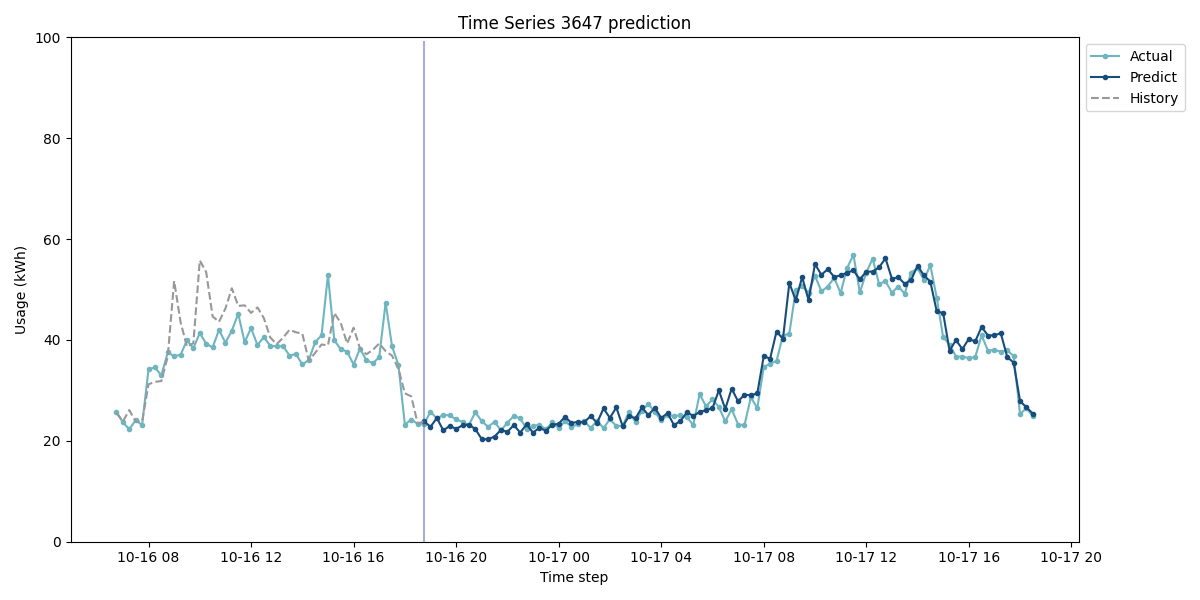 Time Series 3647 prediction
100
80
60
40
20
0
Usage (kWh)
10-16 08
10-16 12
10-16 16
10-16 20
10-17 00
10-17 04
10-17 08
10-17 12
10-17 16
10-17 20
Time step
Actual
Predict
History